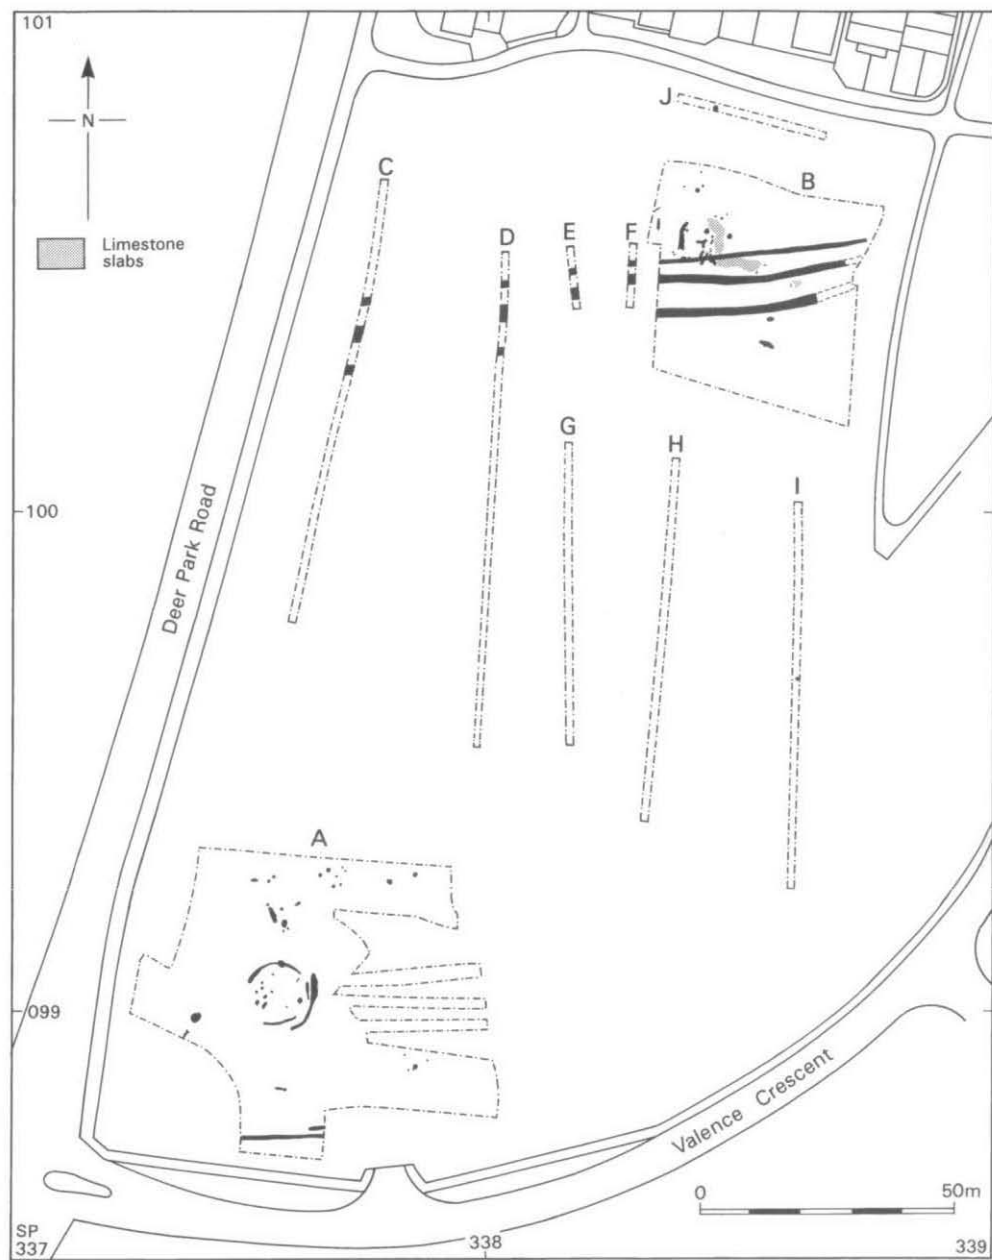 101
N
Limestone
slabs
J
C
B
D
E
F
G
H
I
100
Deer Park Road
A
099
Valence Crescent
0
50m
SP
337
338
339